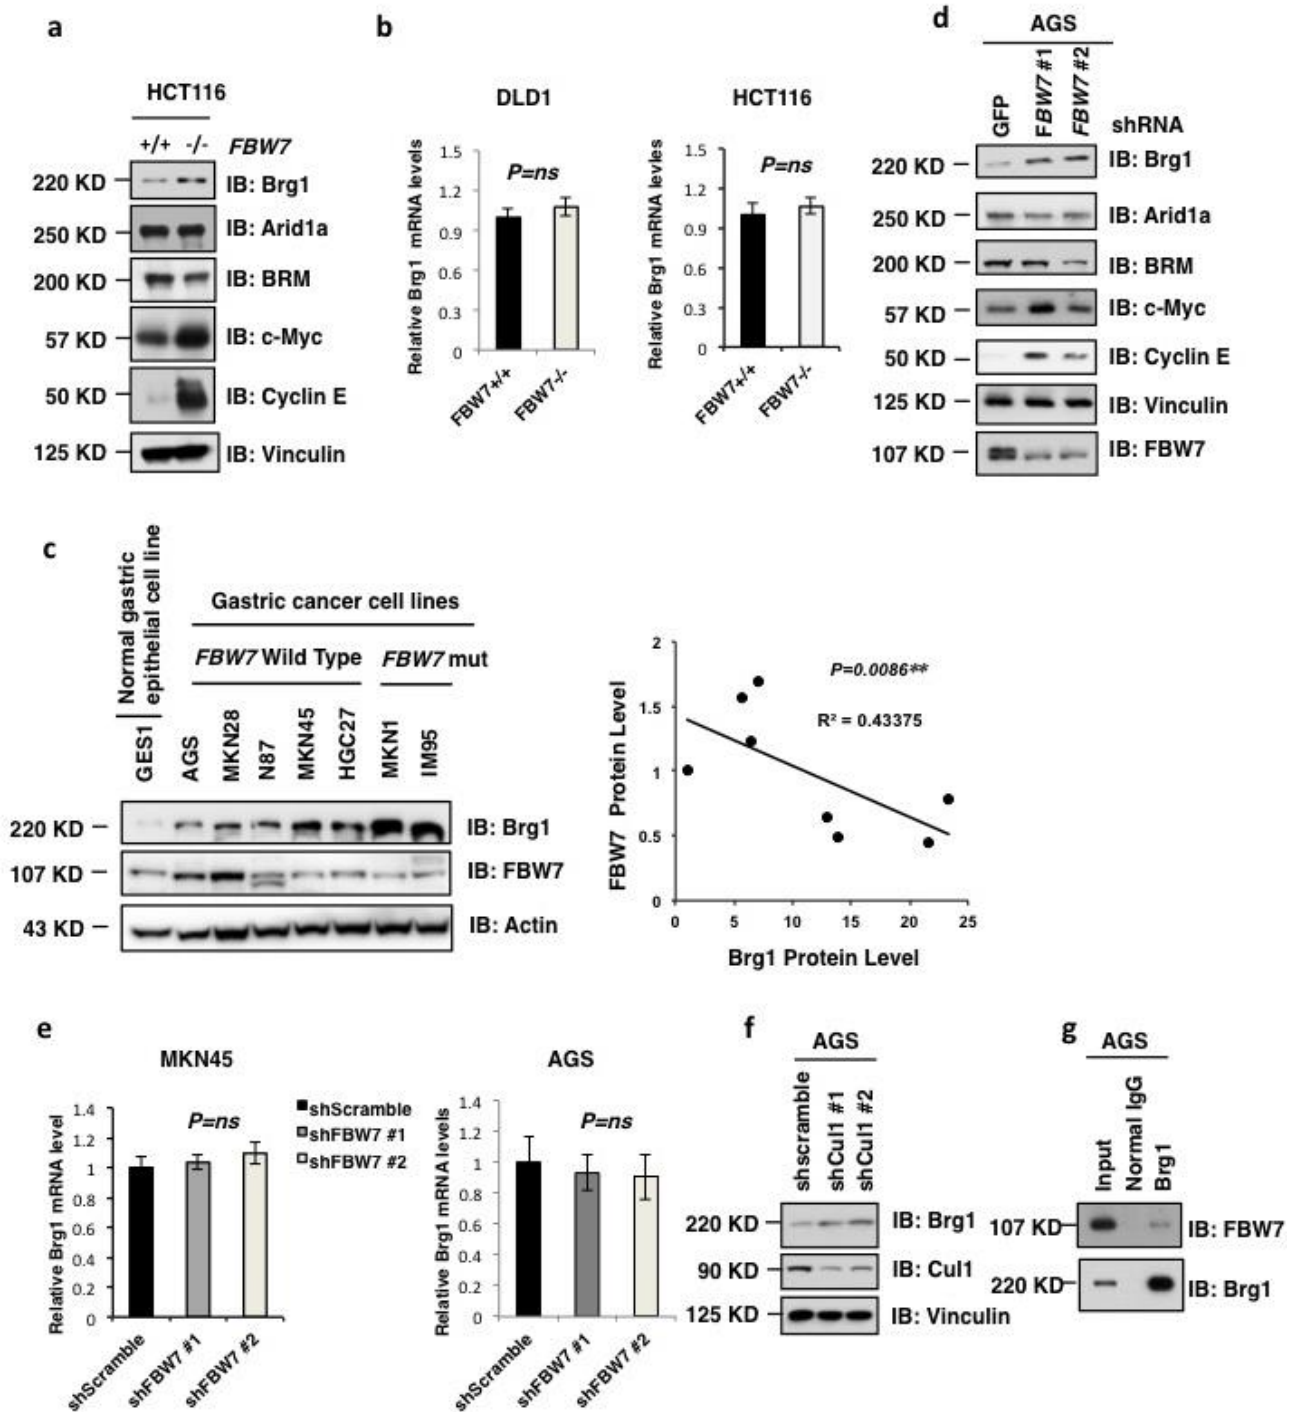 a
HCT116
+/+ -/- FBW7
220 KD IB: Brg1
250 KD IB: Arid1a
200 KD IB: BRM
57 KD IB: c-Myc
50 KD IB: Cyclin E
125 KD IB: Vinculin
b
DLD1
Relative Brg1 mRNA levels
1.5
1.2
0.9
0.6
0.3
0
P=ns
FBW7+/+
FBW7-/-
HCT116
Relative Brg1 mRNA levles
1.5
1.2
0.9
0.6
0.3
0
P=ns
FBW7+/+
FBW7-/-
d
AGS
GFP
FBW7 #1
FBW7 #2
shRNA
220 KD IB: Brg1
250 KD IB: Arid1a
200 KD IB: BRM
57 KD IB: c-Myc
50 KD IB: Cyclin E
125 KD IB: Vinculin
107 KD IB: FBW7
c
Normal gastric
epithelial cell line
Gastric cancer cell lines
FBW7 Wild Type
FBW7 mut
GES1
AGS
MKN28
N87
MKN45
HGC27
MKN1
IM95
220 KD IB: Brg1
107 KD IB: FBW7
43 KD IB: Actin
FBW7 Protein Level
2
1.5
1
0.5
0
P=0.0086**
R² = 0.43375
0 5 10 15 20 25
Brg1 Protein Level
e
MKN45
Relative Brg1 mRNA level
1.4
1.2
1
0.8
0.6
0.4
0.2
0
P=ns
shScramble
shFBW7 #1
shFBW7 #2
shScramble
shFBW7 #1
shFBW7 #2
AGS
Relative Brg1 mRNA levels
1.4
1.2
1
0.8
0.6
0.4
0.2
0
P=ns
shScramble
shFBW7 #1
shFBW7 #2
f
AGS
shscramble
shCul1 #1
shCul1 #2
220 KD IB: Brg1
90 KD IB: Cul1
125 KD IB: Vinculin
g
AGS
Input
Normal IgG
Brg1
107 KD IB: FBW7
220 KD IB: Brg1